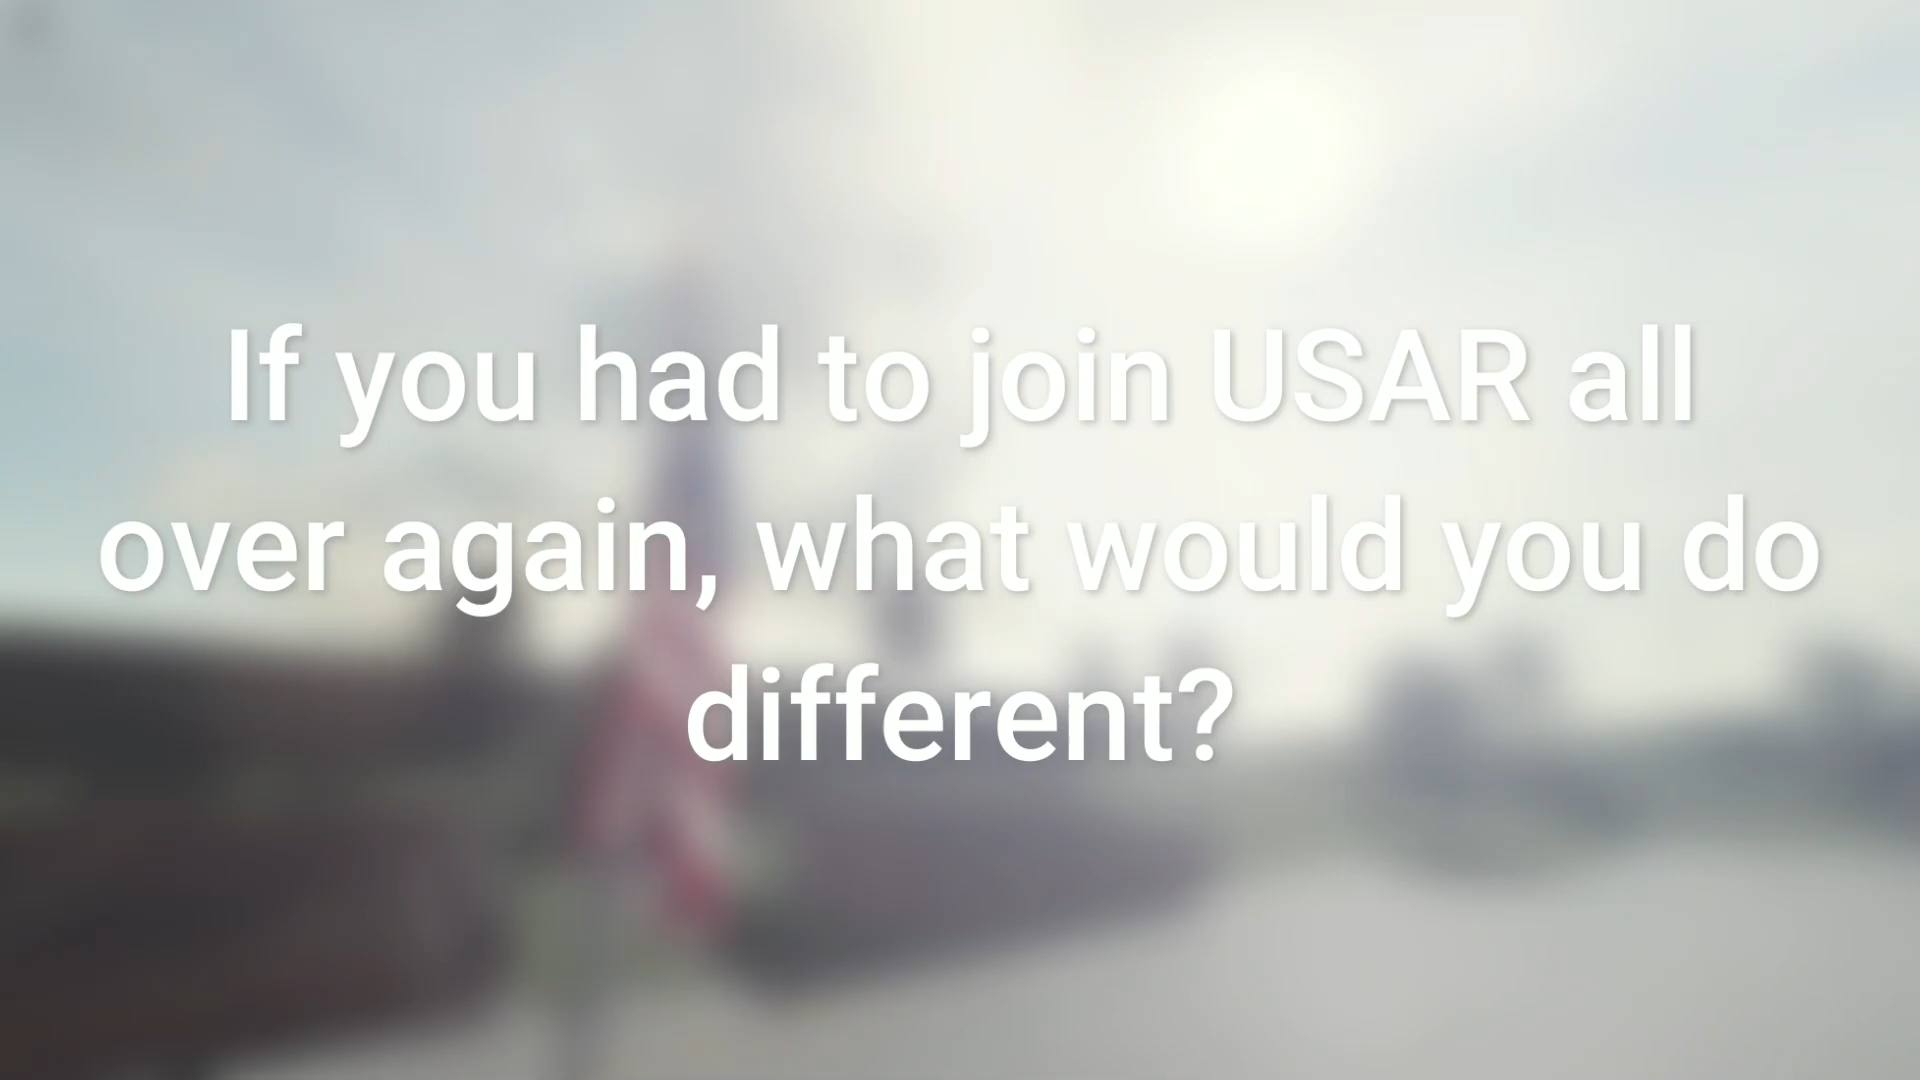 If you had to join USAR all
over again, what would you do
different?